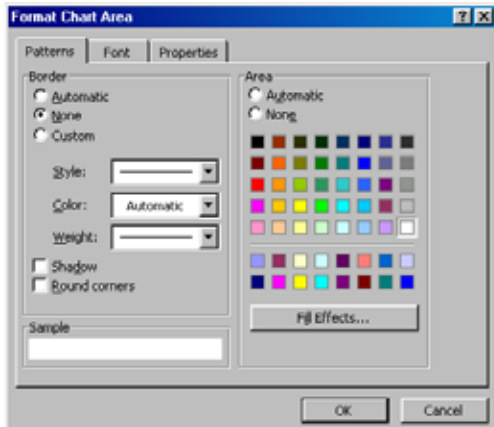 Format Chart Area
Patterns Font Properties
Border
Automatic
None
Custom
Style:
Color: Automatic
Weight:
Shadow
Round corners
Sample
Area
Automatic
None
Fill Effects...
OK Cancel